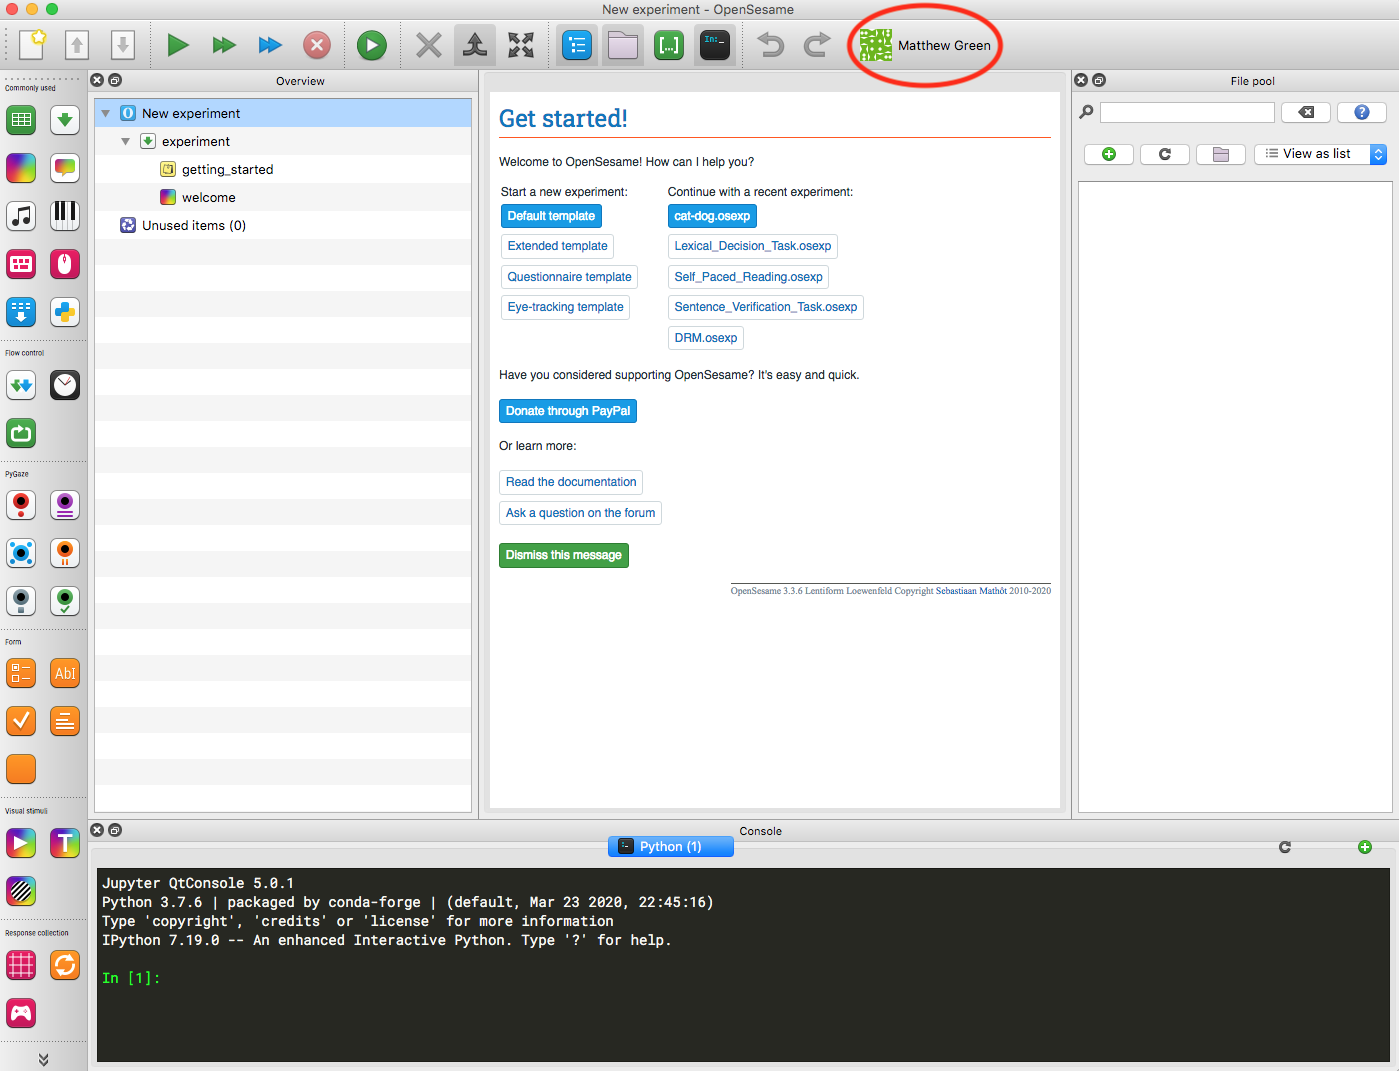 New experiment - OpenSesame
In:_
Matthew Green
Commonly used
Overview
New experiment
experiment
getting_started
welcome
Unused items (0)
Flow control
PyGaze
Form
AbI
Visual stimuli
T
Response collection
Get started!
Welcome to OpenSesame! How can I help you?
Start a new experiment:
Default template
Extended template
Questionnaire template
Eye-tracking template
Continue with a recent experiment:
cat-dog.osexp
Lexical_Decision_Task.osexp
Self_Paced_Reading.osexp
Sentence_Verification_Task.osexp
DRM.osexp
Have you considered supporting OpenSesame? It's easy and quick.
Donate through PayPal
Or learn more:
Read the documentation
Ask a question on the forum
Dismiss this message
OpenSesame 3.3.6 Lentiform Loewenfeld Copyright Sebastiaan Mathôt 2010-2020
File pool
?
View as list
Console
Python (1)
Jupyter QtConsole 5.0.1
Python 3.7.6 | packaged by conda-forge | (default, Mar 23 2020, 22:45:16)
Type 'copyright', 'credits' or 'license' for more information
IPython 7.19.0 -- An enhanced Interactive Python. Type '?' for help.
In [1]: